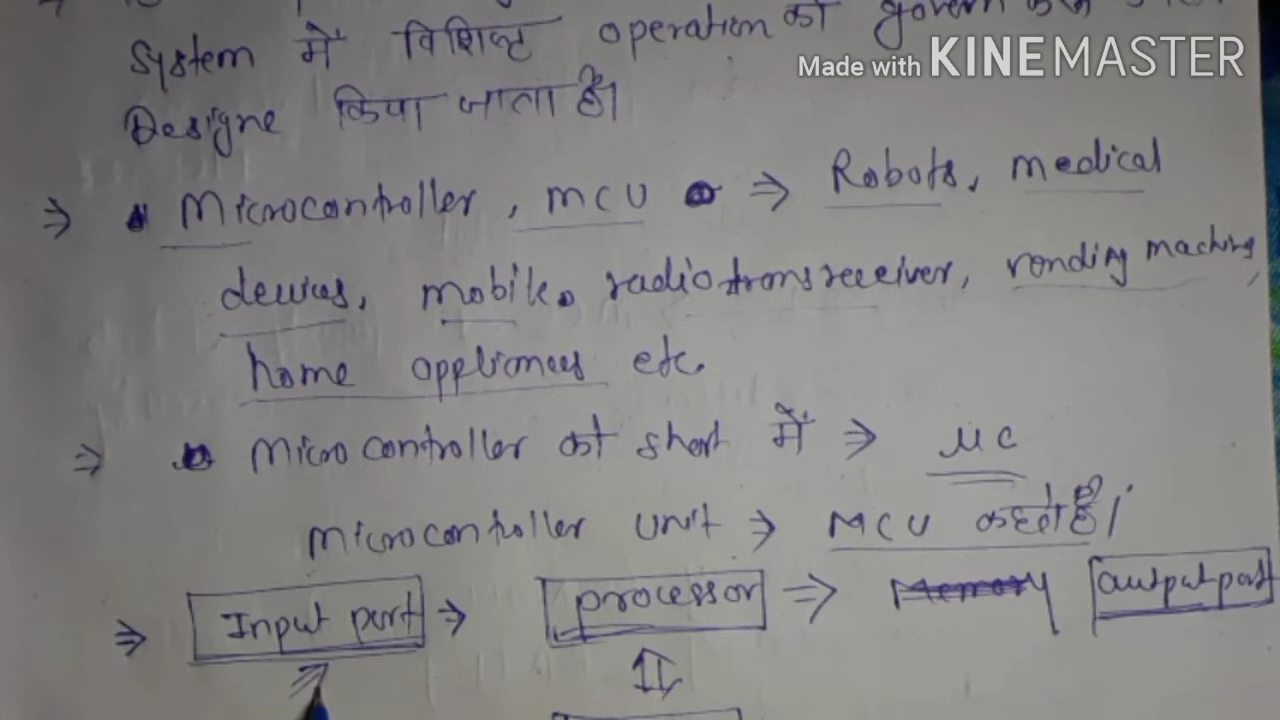 system में विशिष्ट operation को govern
Made with KINEMASTER
Designe किया जाता है।
⇒ Microcontroller, MCU ⇒ Robots, medical
devices, mobile, radio transreceiver, vending machine,
home appliances etc.
⇒ Microcontroller को short में ⇒ µc
Microcontroller unit ⇒ MCU कहते हैं।
⇒ Input port ⇒ processor ⇒ Memory output port